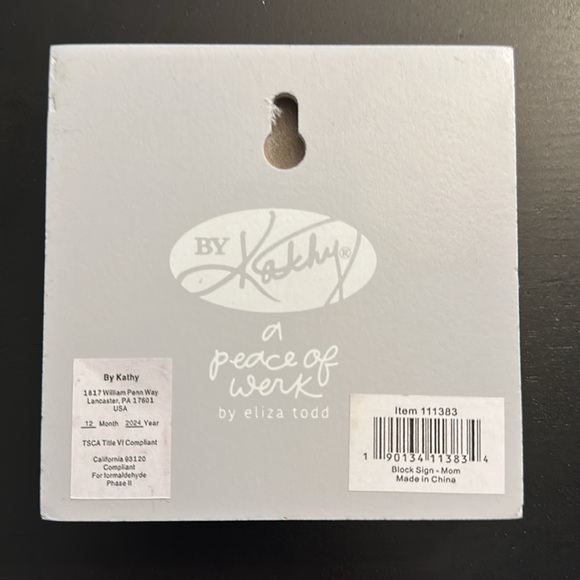 BY Kathy®
a
peace of
werk
by eliza todd
By Kathy
1817 William Penn Way
Lancaster, PA 17601
USA
12 Month 2024 Year
TSCA Title VI Compliant
California 93120
Compliant
For formaldehyde
Phase II
Item 111383
1 90134 11383 4
Block Sign - Mom
Made in China